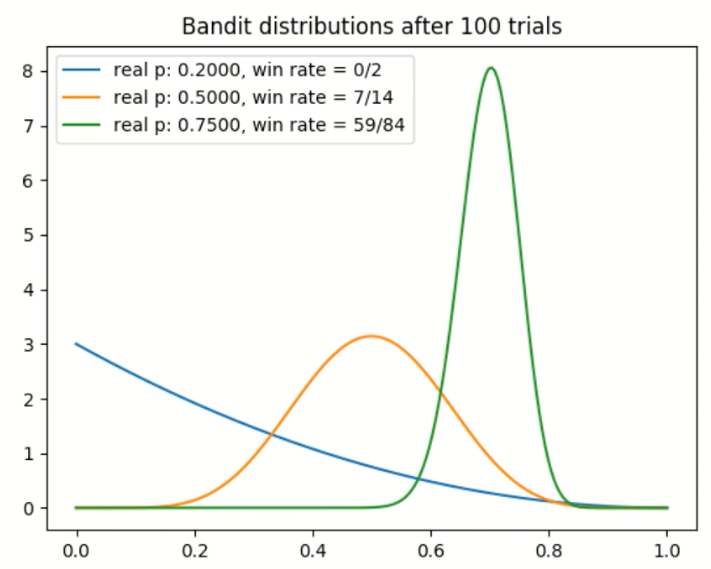 Bandit distributions after 100 trials
real p: 0.2000, win rate = 0/2
real p: 0.5000, win rate = 7/14
real p: 0.7500, win rate = 59/84
8
7
6
5
4
3
2
1
0
0.0 0.2 0.4 0.6 0.8 1.0